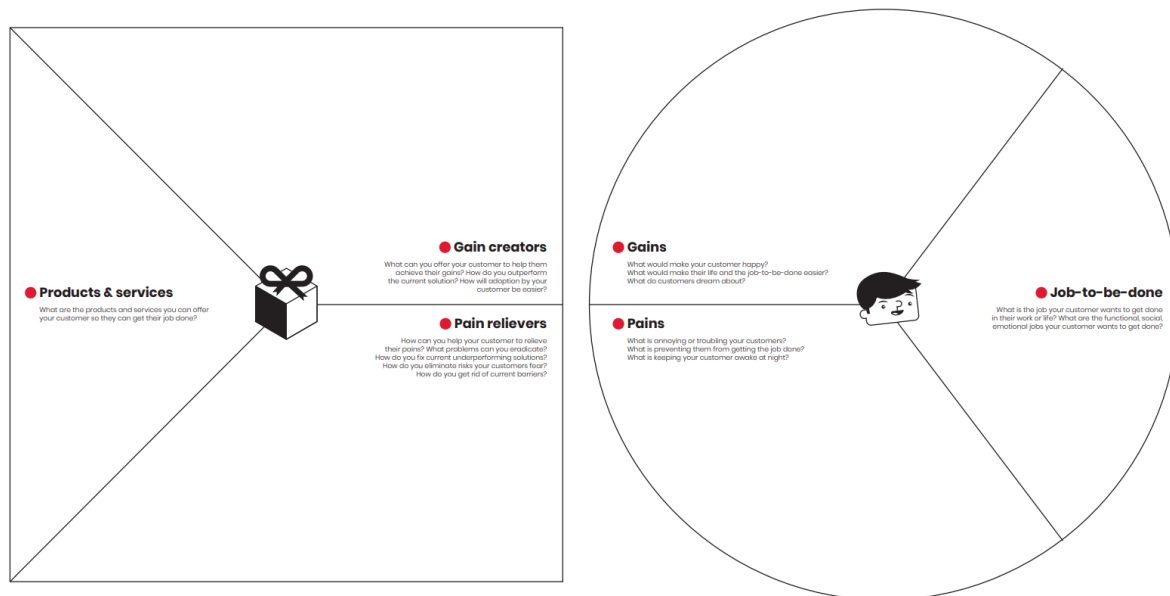 Products & services
What are the products and services you can offer
your customer so they can get their job done?
Gain creators
What can you offer your customer to help them
achieve their gains? How do you outperform
the current solution? How will adoption by your
customer be easier?
Pain relievers
How can you help your customer to relieve
their pains? What problems can you eradicate?
How do you fix current underperforming solutions?
How do you eliminate risks your customers fear?
How do you get rid of current barriers?
Gains
What would make your customer happy?
What would make their life and the job-to-be-done easier?
What do customers dream about?
Pains
What is annoying or troubling your customers?
What is preventing them from getting the job done?
What is keeping your customer awake at night?
Job-to-be-done
What is the job your customer wants to get done
in their work or life? What are the functional, social,
emotional jobs your customer wants to get done?